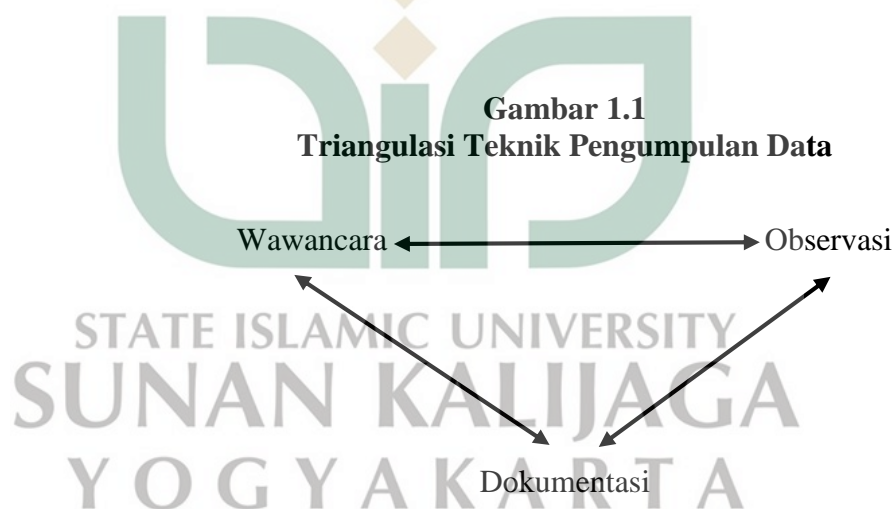 Gambar 1.1
Triangulasi Teknik Pengumpulan Data
Wawancara Observasi
STATE ISLAMIC UNIVERSITY
SUNAN KALIJAGA
YOGYAKARTA
Dokumentasi